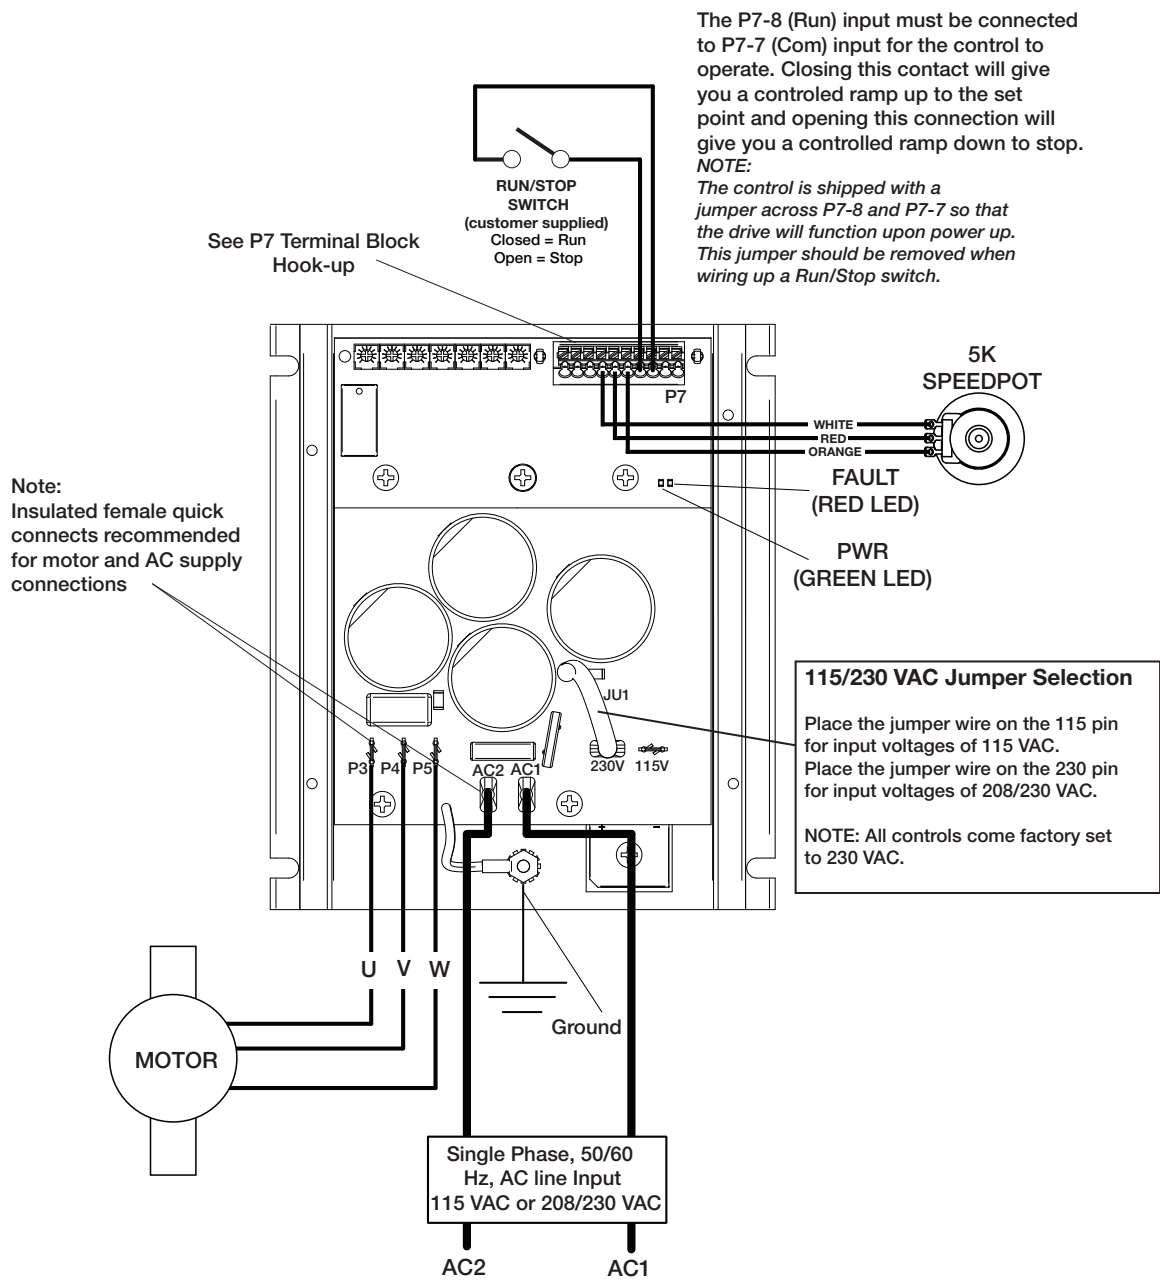 The P7-8 (Run) input must be connected
to P7-7 (Com) input for the control to
operate. Closing this contact will give
you a controled ramp up to the set
point and opening this connection will
give you a controlled ramp down to stop.
NOTE:
The control is shipped with a
jumper across P7-8 and P7-7 so that
the drive will function upon power up.
This jumper should be removed when
wiring up a Run/Stop switch.
RUN/STOP
SWITCH
(customer supplied)
Closed = Run
Open = Stop
See P7 Terminal Block
Hook-up
P7
5K
SPEEDPOT
WHITE
RED
ORANGE
FAULT
(RED LED)
PWR
(GREEN LED)
Note:
Insulated female quick
connects recommended
for motor and AC supply
connections
JU1
115/230 VAC Jumper Selection
Place the jumper wire on the 115 pin
for input voltages of 115 VAC.
Place the jumper wire on the 230 pin
for input voltages of 208/230 VAC.
NOTE: All controls come factory set
to 230 VAC.
P3 P4 P5 AC2 AC1 230V 115V
+ -
U V W
Ground
MOTOR
Single Phase, 50/60
Hz, AC line Input
115 VAC or 208/230 VAC
AC2 AC1